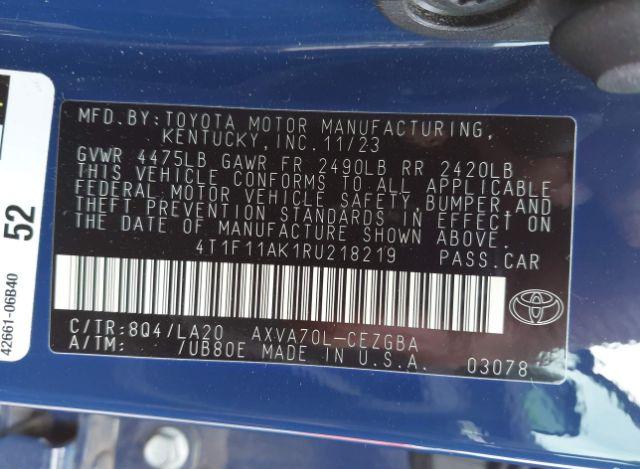 MFD.BY:TOYOTA MOTOR MANUFACTURING,
KENTUCKY, INC.11/23
GVWR 4475LB GAWR FR 2490LB RR 2420LB
THIS VEHICLE CONFORMS TO ALL APPLICABLE
FEDERAL MOTOR VEHICLE SAFETY,BUMPER,AND
THEFT PREVENTION STANDARDS IN EFFECT ON
THE DATE OF MANUFACTURE SHOWN ABOVE.
4T1F11AK1RU218219 PASS.CAR
C/TR:8Q4/LA20 AXVA70L-CEZGBA
A/TM: /UB80E MADE IN U.S.A. 03078
52
42661-06B40